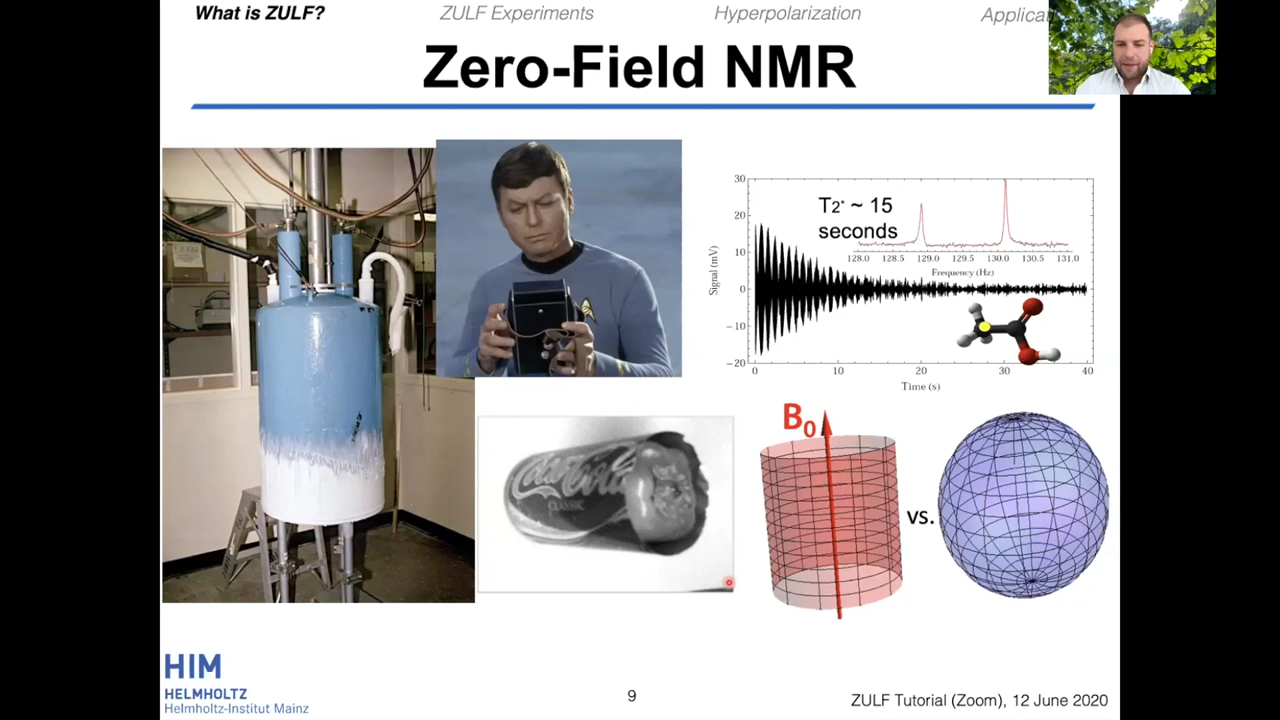 What is ZULF?
ZULF Experiments
Hyperpolarization
Applicat
Zero-Field NMR
T2* ~ 15
seconds
128.0 128.5 129.0 129.5 130.0 130.5 131.0
Frequency (Hz)
Signal (mV)
30
20
10
0
−10
−20
0 10 20 30 40
Time (s)
Coca-Cola
CLASSIC
B0
vs.
HIM
HELMHOLTZ
Helmholtz-Institut Mainz
9
ZULF Tutorial (Zoom), 12 June 2020